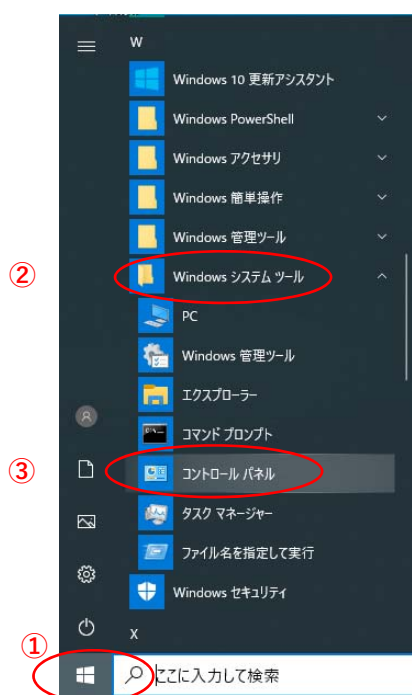 W
Windows 10 更新アシスタント
Windows PowerShell
Windows アクセサリ
Windows 簡単操作
Windows 管理ツール
② Windows システム ツール
PC
Windows 管理ツール
エクスプローラー
コマンド プロンプト
③ コントロール パネル
タスク マネージャー
ファイル名を指定して実行
Windows セキュリティ
X
①
ここに入力して検索